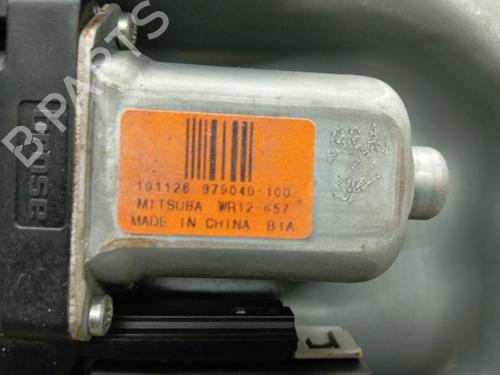 B-PARTS
101126 979040-100
MITSUBA WR12-657
MADE IN CHINA B1A